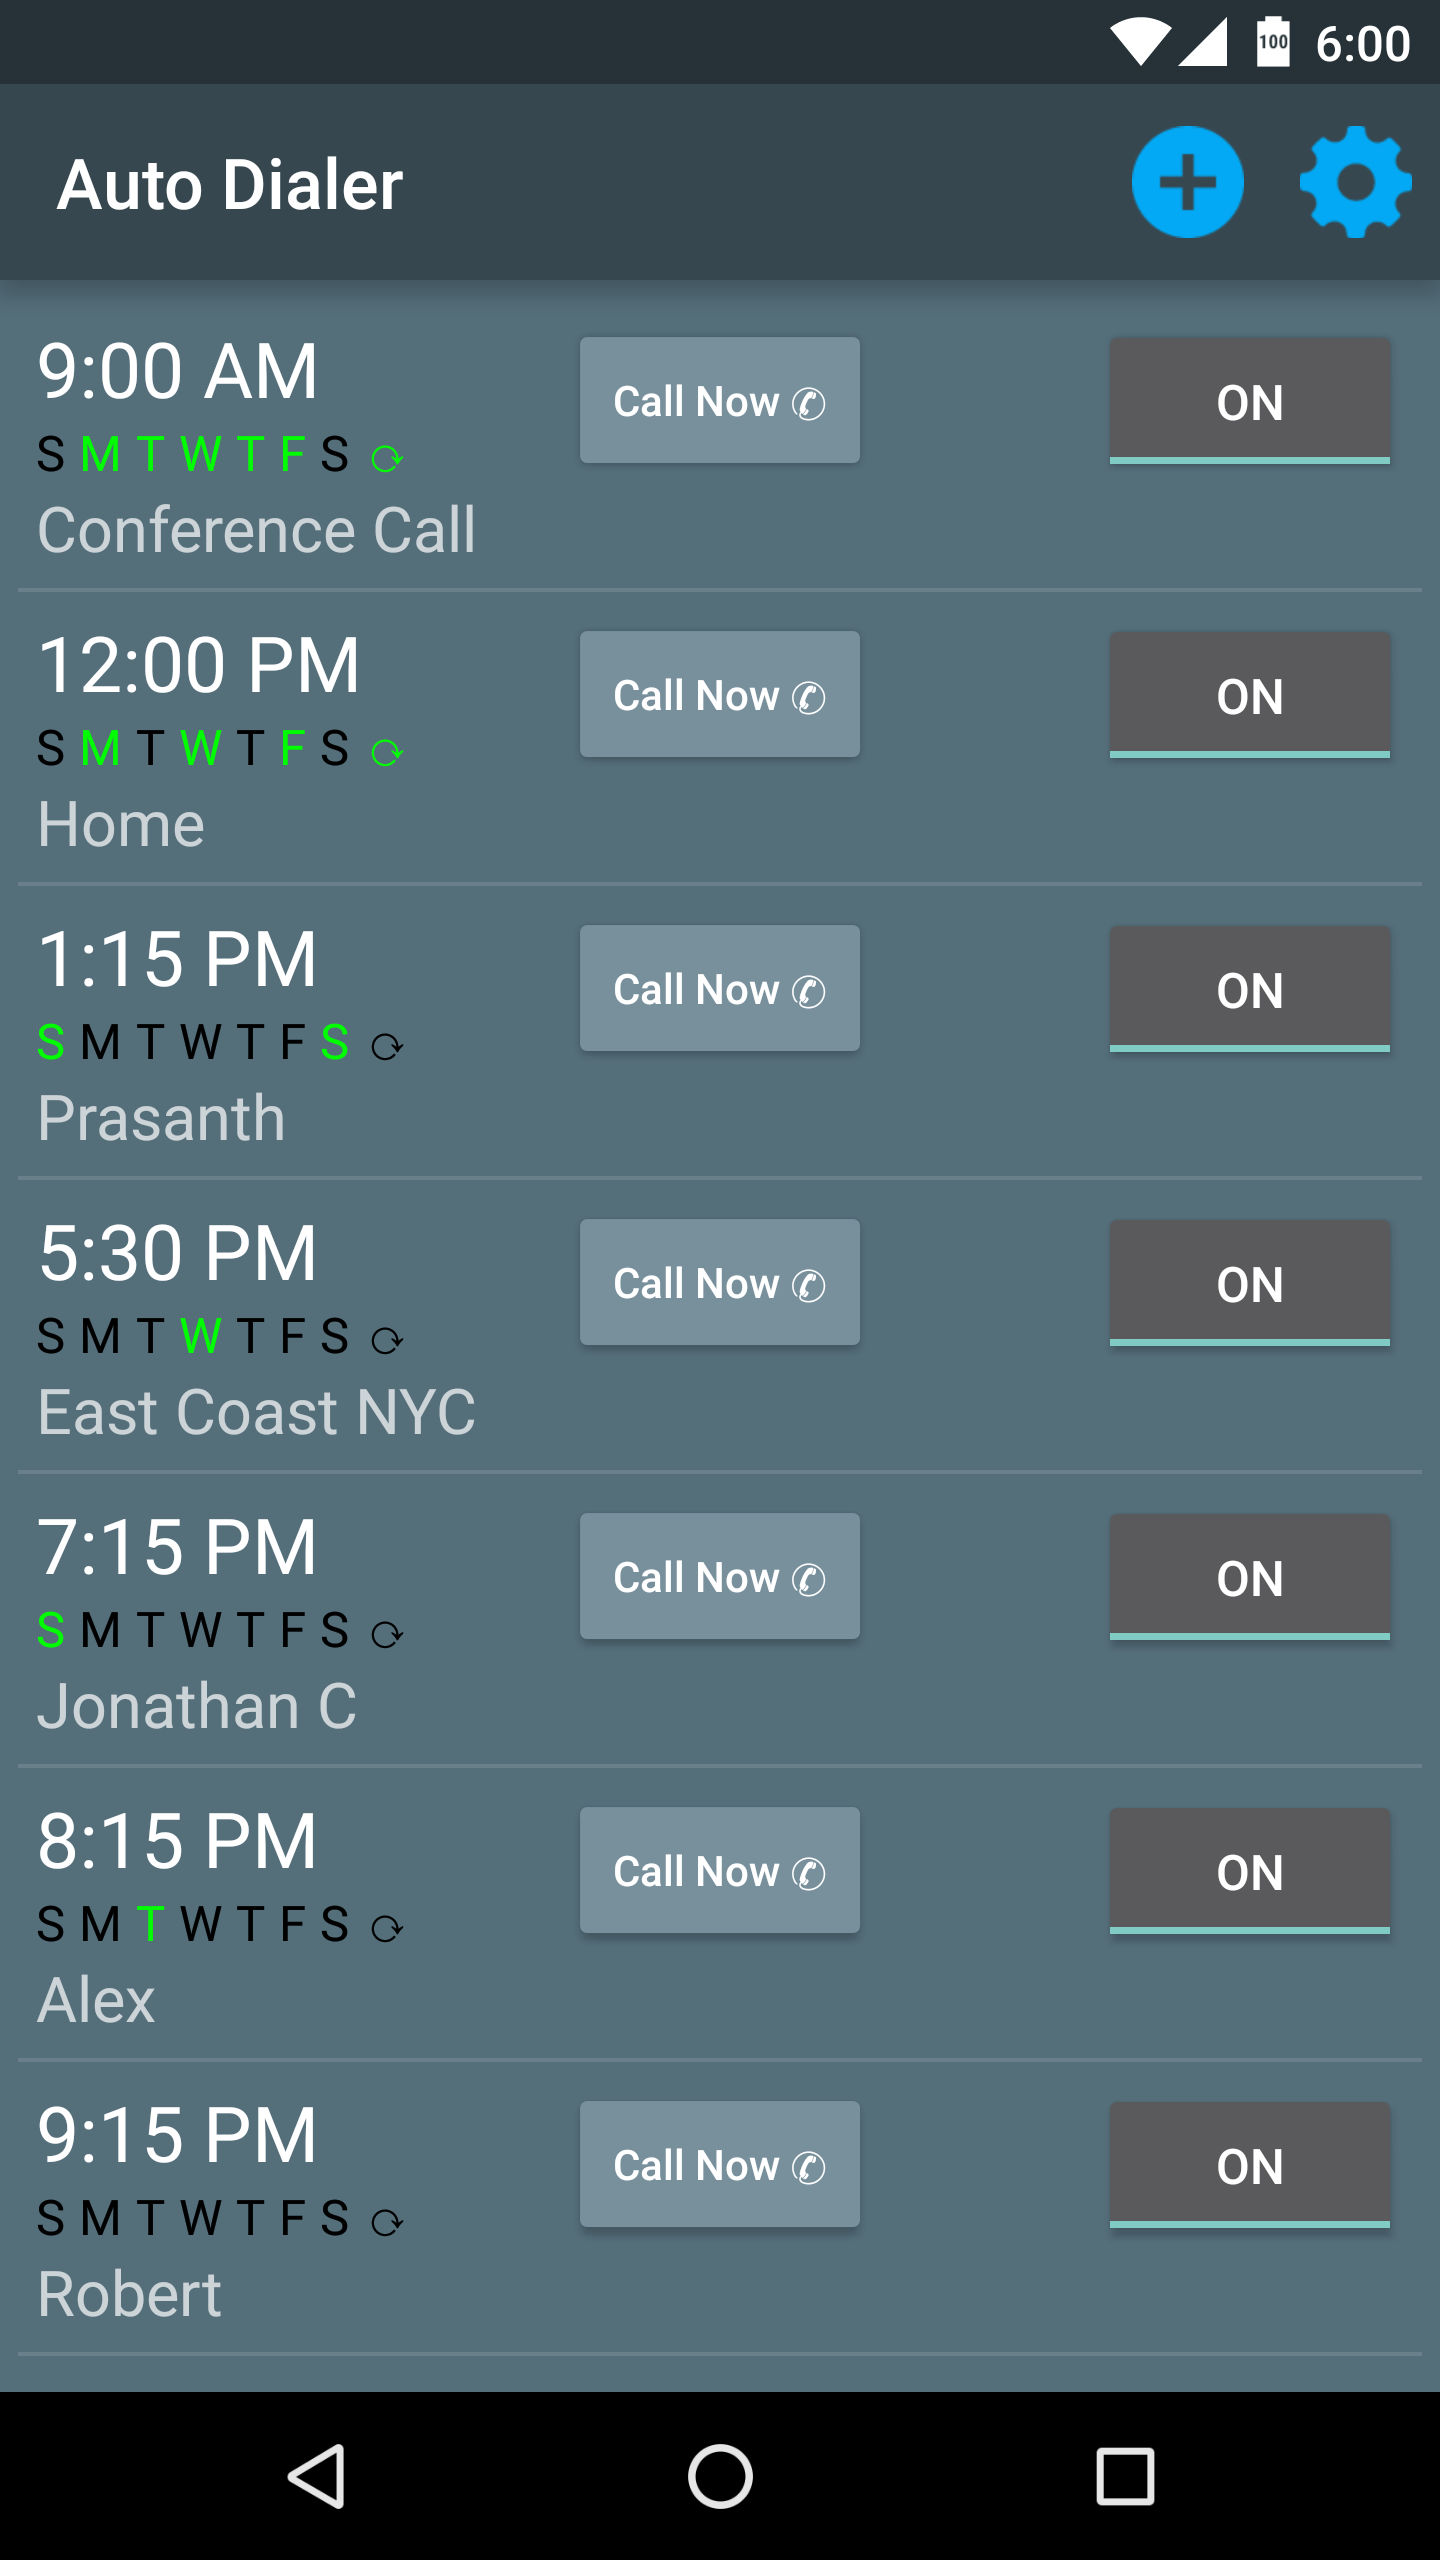 100 6:00
Auto Dialer
9:00 AM Call Now ✆ ON
S M T W T F S ⟳
Conference Call
12:00 PM Call Now ✆ ON
S M T W T F S ⟳
Home
1:15 PM Call Now ✆ ON
S M T W T F S ⟳
Prasanth
5:30 PM Call Now ✆ ON
S M T W T F S ⟳
East Coast NYC
7:15 PM Call Now ✆ ON
S M T W T F S ⟳
Jonathan C
8:15 PM Call Now ✆ ON
S M T W T F S ⟳
Alex
9:15 PM Call Now ✆ ON
S M T W T F S ⟳
Robert